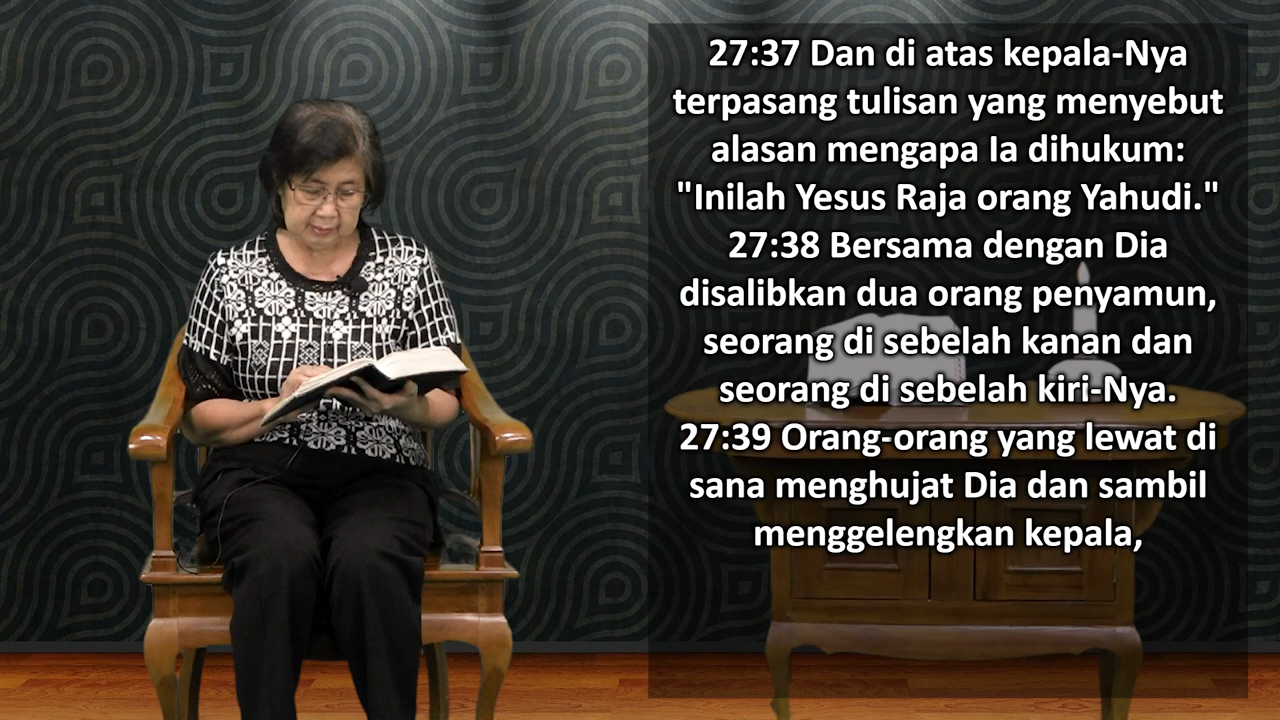 27:37 Dan di atas kepala-Nya
terpasang tulisan yang menyebut
alasan mengapa Ia dihukum:
"Inilah Yesus Raja orang Yahudi."
27:38 Bersama dengan Dia
disalibkan dua orang penyamun,
seorang di sebelah kanan dan
seorang di sebelah kiri-Nya.
27:39 Orang-orang yang lewat di
sana menghujat Dia dan sambil
menggelengkan kepala,